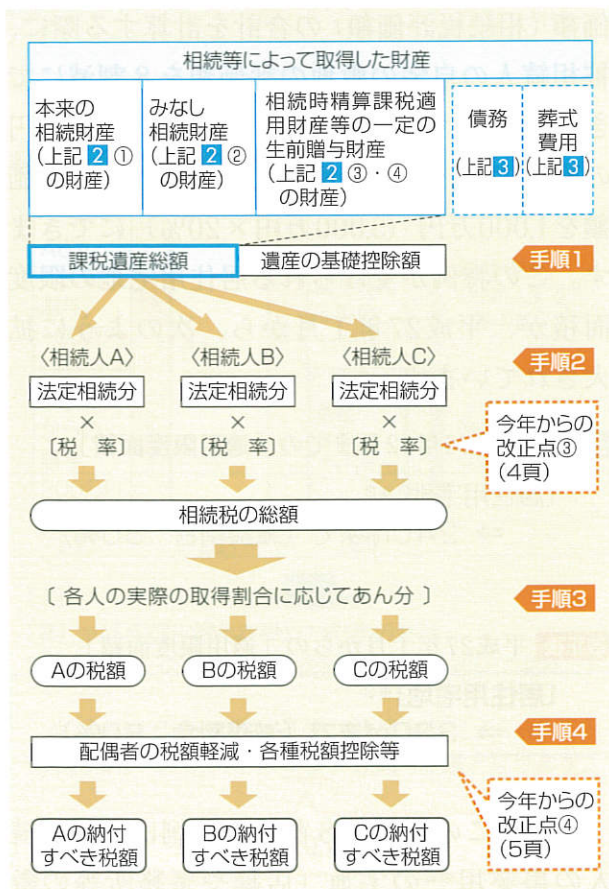 相続等によって取得した財産
本来の
相続財産
(上記2①
の財産)
みなし
相続財産
(上記2②
の財産)
相続時精算課税適
用財産等の一定の
生前贈与財産
(上記2③・④
の財産)
債務
(上記3)
葬式
費用
(上記3)
課税遺産総額
遺産の基礎控除額
手順1
〈相続人A〉 〈相続人B〉 〈相続人C〉
手順2
法定相続分 法定相続分 法定相続分
× × ×
〔税 率〕 〔税 率〕 〔税 率〕
今年からの
改正点③
(4頁)
相続税の総額
〔各人の実際の取得割合に応じてあん分〕
手順3
Aの税額 Bの税額 Cの税額
手順4
配偶者の税額軽減・各種税額控除等
今年からの
改正点④
(5頁)
Aの納付
すべき税額
Bの納付
すべき税額
Cの納付
すべき税額